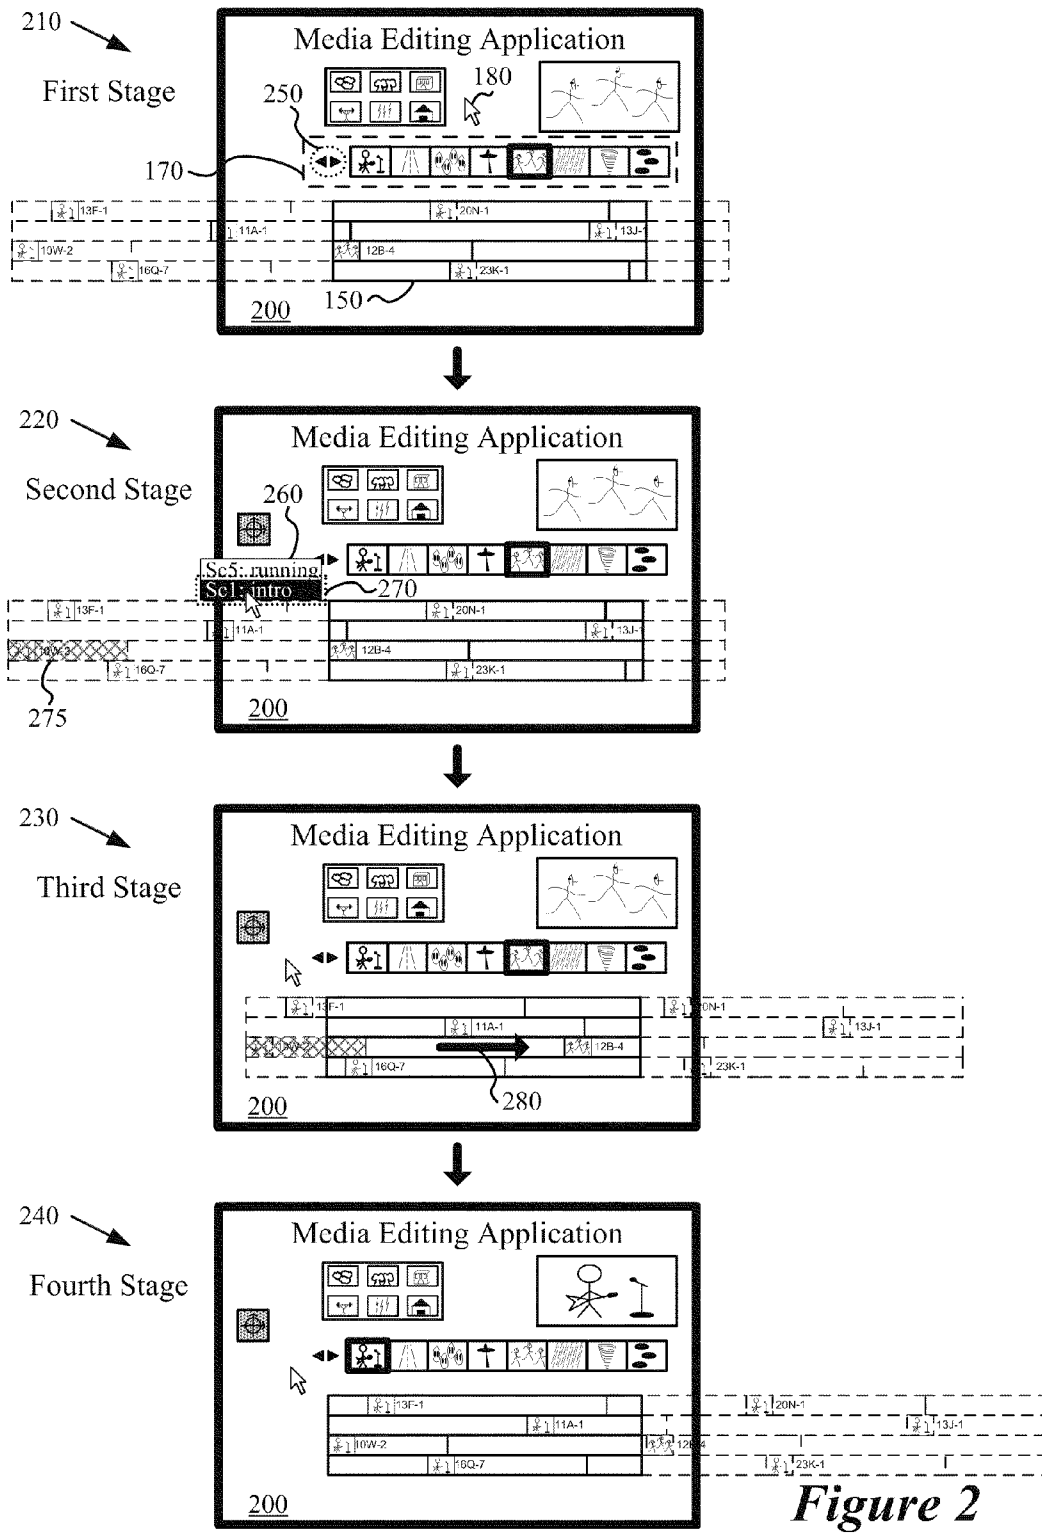 210
Media Editing Application
180
First Stage
250
170
13F-1
20N-1
11A-1
13J-1
10W-2
12B-4
16Q-7
23K-1
150
200
220
Media Editing Application
Second Stage
260
Sc5: running
Sc1: intro
270
13F-1
20N-1
11A-1
13J-1
12B-4
16Q-7
23K-1
275
200
230
Media Editing Application
Third Stage
13F-1
20N-1
11A-1
13J-1
12B-4
16Q-7
23K-1
280
200
240
Media Editing Application
Fourth Stage
13F-1
20N-1
11A-1
13J-1
10W-2
12B-4
16Q-7
23K-1
200
Figure 2